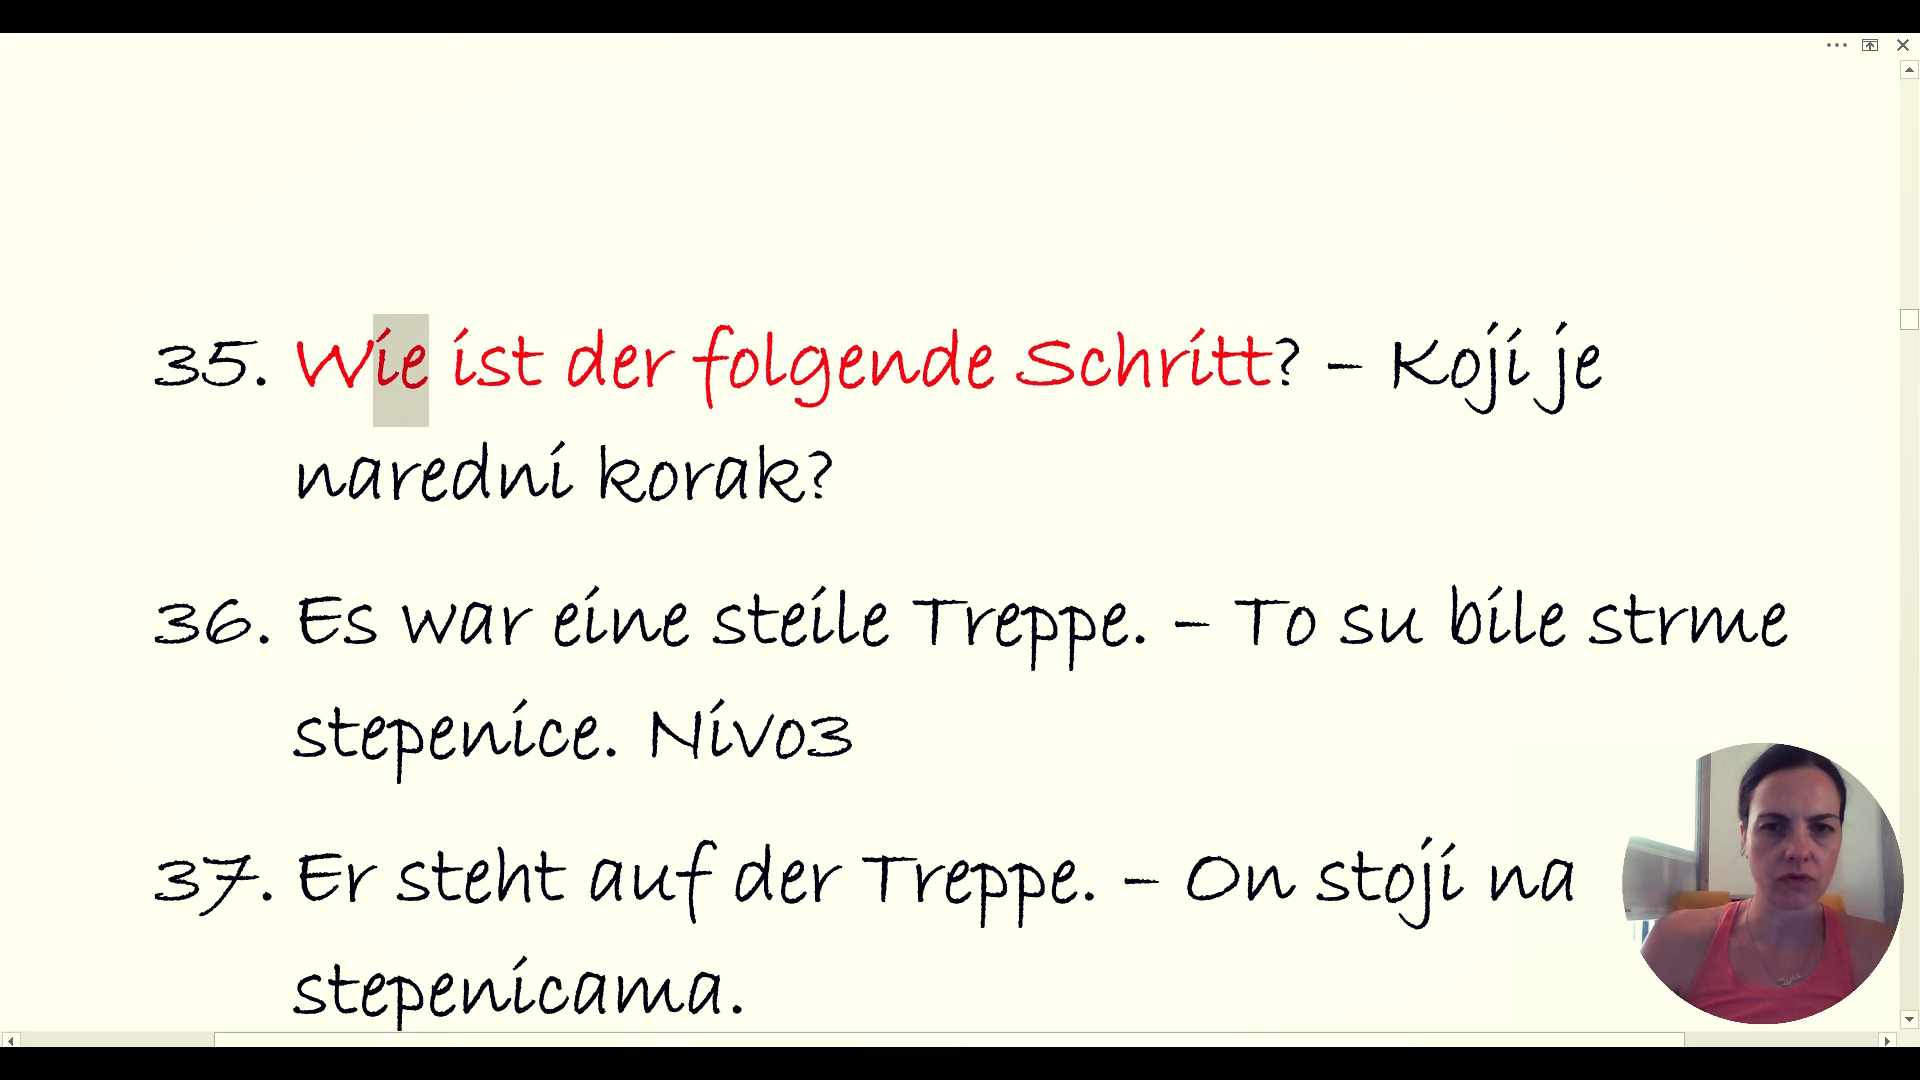 35. Wie ist der folgende Schritt? – Koji je
naredni korak?
36. Es war eine steile Treppe. – To su bile strme
stepenice. Nivo3
37. Er steht auf der Treppe. – On stoji na
stepenicama.